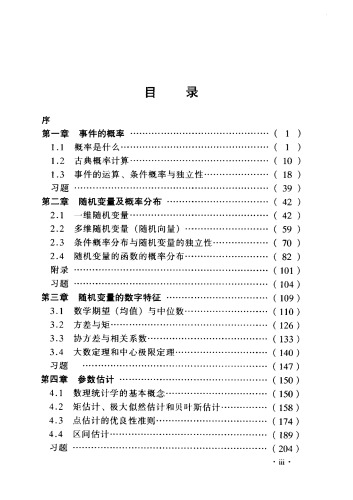 目 录
序
第一章 事件的概率 …………………………………… ( 1 )
1.1 概率是什么 …………………………………… ( 1 )
1.2 古典概率计算 …………………………………… ( 10 )
1.3 事件的运算、条件概率与独立性 ……………… ( 18 )
习题 ………………………………………………… ( 39 )
第二章 随机变量及概率分布 ………………………… ( 42 )
2.1 一维随机变量 …………………………………… ( 42 )
2.2 多维随机变量（随机向量） …………………… ( 59 )
2.3 条件概率分布与随机变量的独立性 …………… ( 70 )
2.4 随机变量的函数的概率分布 …………………… ( 82 )
附录 ………………………………………………… (101)
习题 ………………………………………………… (104)
第三章 随机变量的数字特征 ………………………… (109)
3.1 数学期望（均值）与中位数 …………………… (110)
3.2 方差与矩 ………………………………………… (126)
3.3 协方差与相关系数 ……………………………… (133)
3.4 大数定理和中心极限定理 ……………………… (140)
习题 ………………………………………………… (147)
第四章 参数估计 ……………………………………… (150)
4.1 数理统计学的基本概念 ………………………… (150)
4.2 矩估计、极大似然估计和贝叶斯估计 ………… (158)
4.3 点估计的优良性准则 …………………………… (174)
4.4 区间估计 ………………………………………… (189)
习题 ………………………………………………… (204)
· iii ·